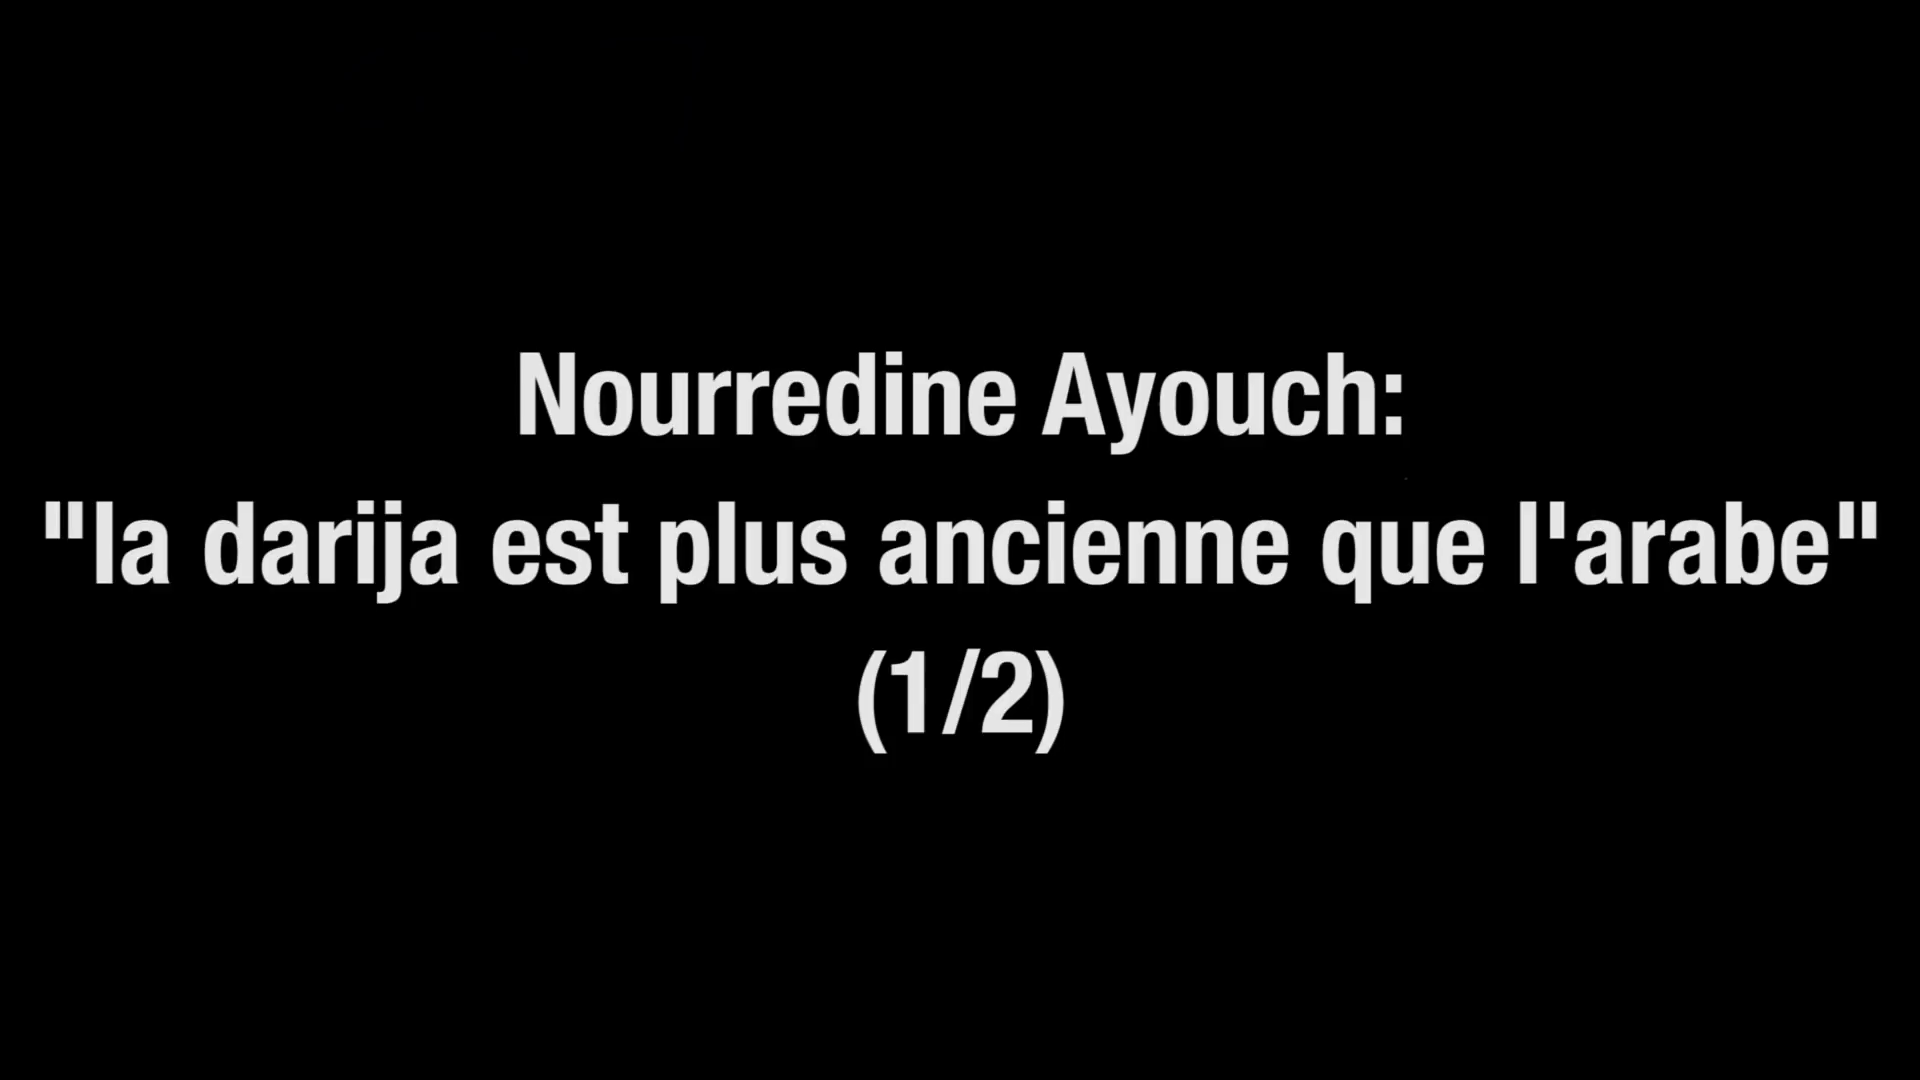 Nourredine Ayouch:
"la darija est plus ancienne que l'arabe"
(1/2)